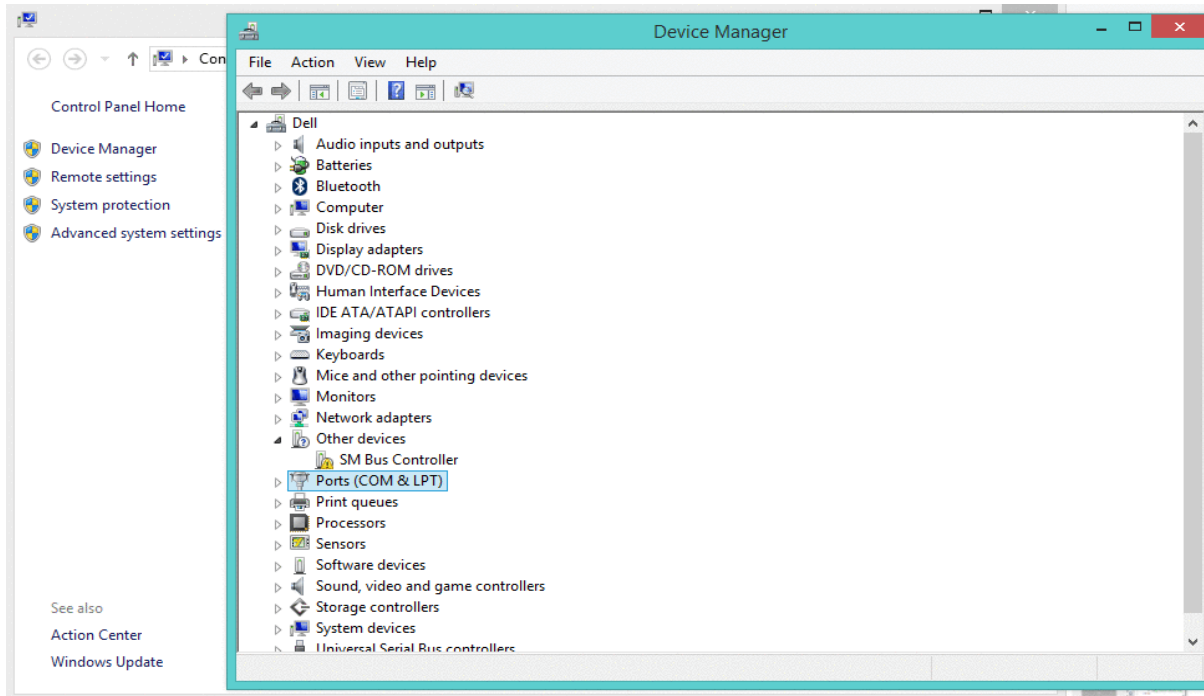 Device Manager
Con
File Action View Help
Control Panel Home
Device Manager
Remote settings
System protection
Advanced system settings
See also
Action Center
Windows Update
Dell
Audio inputs and outputs
Batteries
Bluetooth
Computer
Disk drives
Display adapters
DVD/CD-ROM drives
Human Interface Devices
IDE ATA/ATAPI controllers
Imaging devices
Keyboards
Mice and other pointing devices
Monitors
Network adapters
Other devices
SM Bus Controller
Ports (COM & LPT)
Print queues
Processors
Sensors
Software devices
Sound, video and game controllers
Storage controllers
System devices
Universal Serial Bus controllers